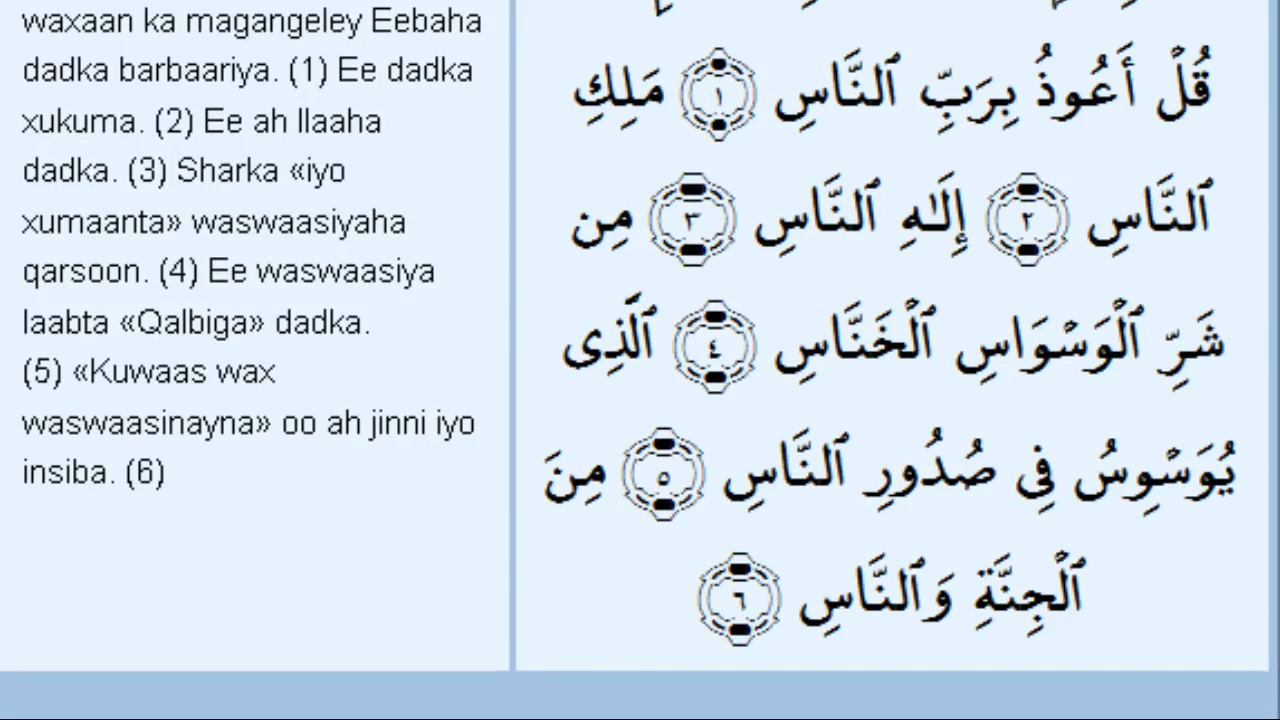 waxaan ka magangeley Eebaha
dadka barbaariya. (1) Ee dadka
xukuma. (2) Ee ah Ilaaha
dadka. (3) Sharka «iyo
xumaanta» waswaasiyaha
qarsoon. (4) Ee waswaasiya
laabta «Qalbiga» dadka.
(5) «Kuwaas wax
waswaasinayna» oo ah jinni iyo
insiba. (6)
قُلْ أَعُوذُ بِرَبِّ ٱلنَّاسِ ١ مَلِكِ
ٱلنَّاسِ ٢ إِلَـٰهِ ٱلنَّاسِ ٣ مِن
شَرِّ ٱلْوَسْوَاسِ ٱلْخَنَّاسِ ٤ ٱلَّذِى
يُوَسْوِسُ فِى صُدُورِ ٱلنَّاسِ ٥ مِنَ
ٱلْجِنَّةِ وَٱلنَّاسِ ٦